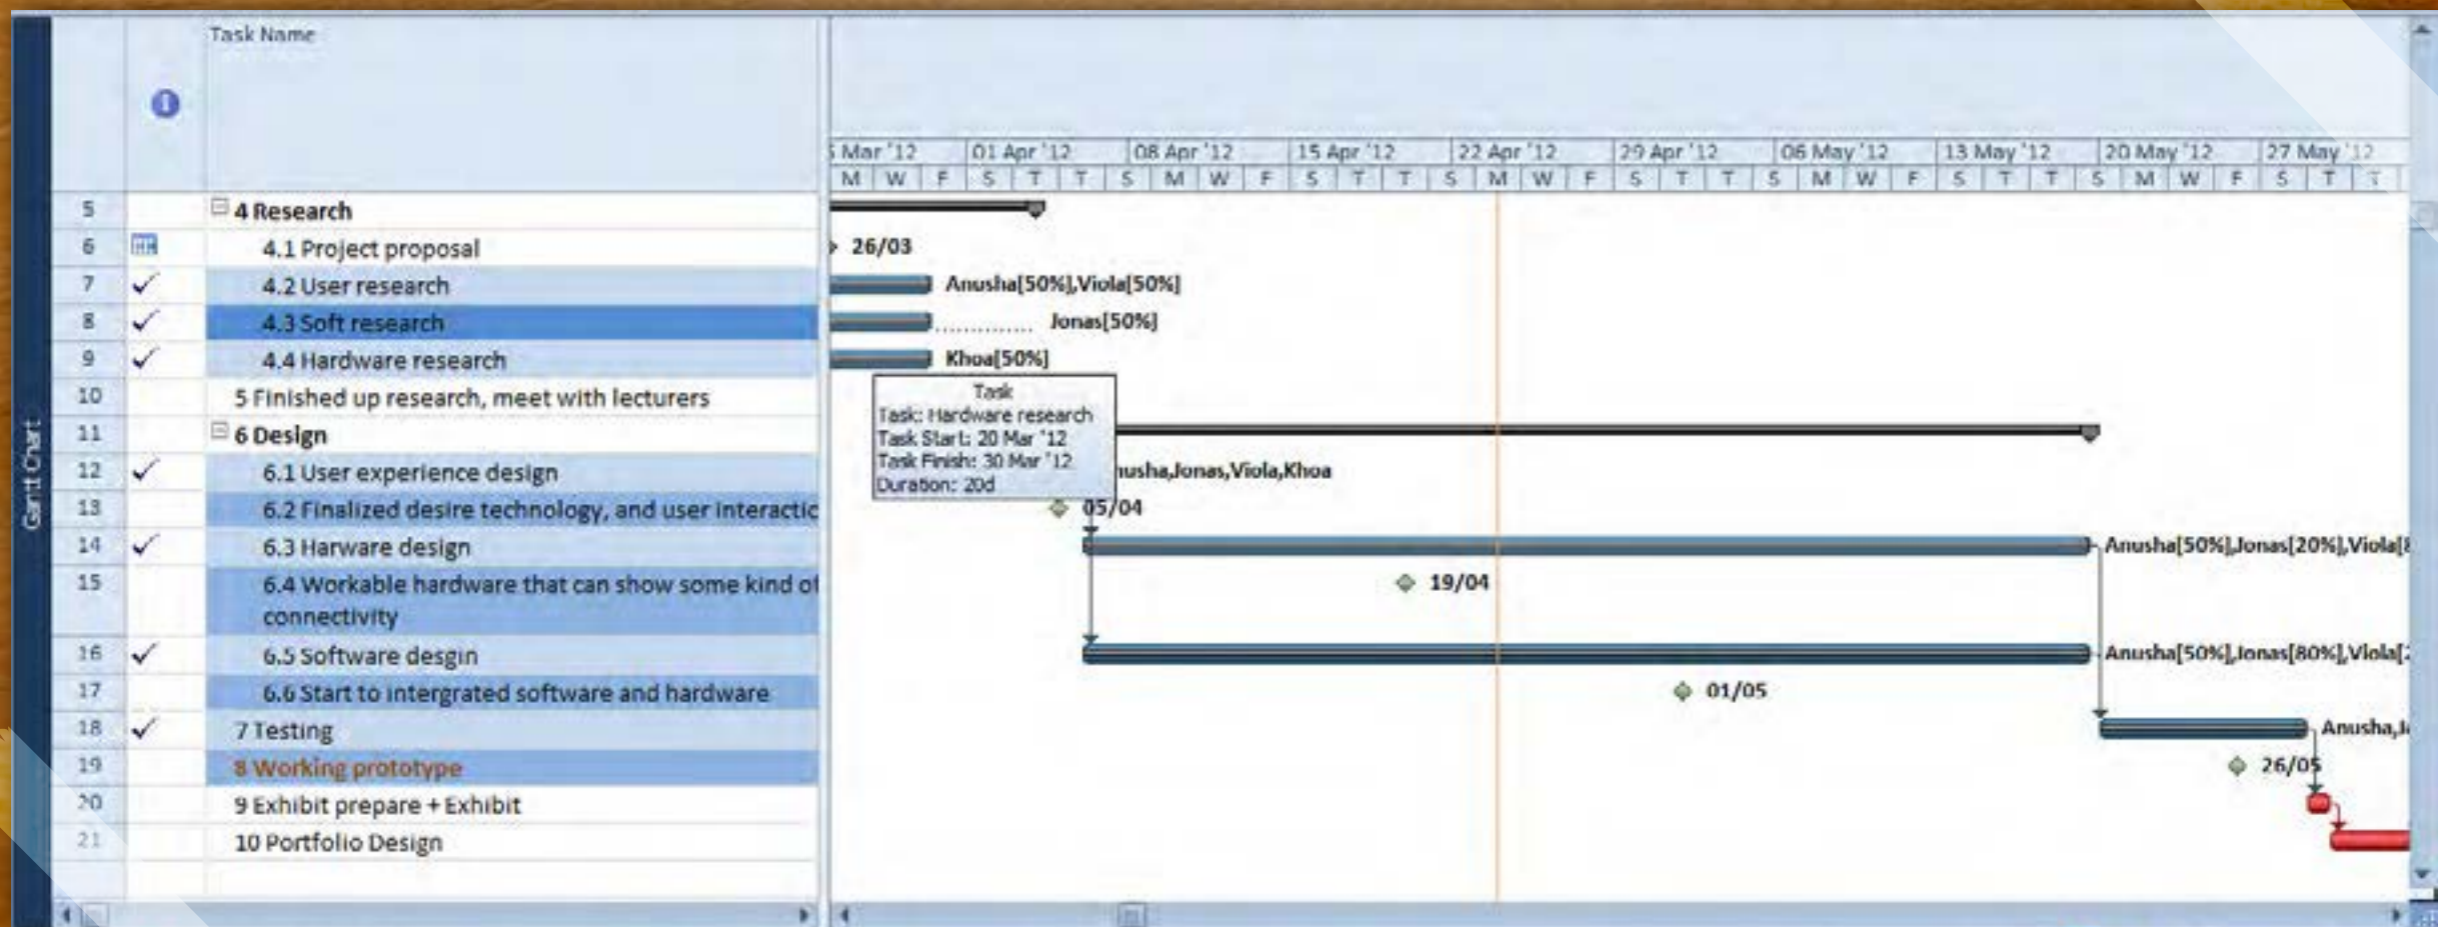 Task Name
Mar '12 01 Apr '12 08 Apr '12 15 Apr '12 22 Apr '12 29 Apr '12 06 May '12 13 May '12 20 May '12 27 May '12
M W F S T T S M W F S T T S M W F S T T S M W F S T T S M W F S T T
Gantt Chart
5 4 Research
6 4.1 Project proposal 26/03
7 4.2 User research Anusha[50%],Viola[50%]
8 4.3 Soft research Jonas[50%]
9 4.4 Hardware research Khoa[50%]
10 5 Finished up research, meet with lecturers
Task
Task: Hardware research
Task Start: 20 Mar '12
Task Finish: 30 Mar '12
Duration: 20d
11 6 Design
12 6.1 User experience design nusha,Jonas,Viola,Khoa
13 6.2 Finalized desire technology, and user interactic 05/04
14 6.3 Harware design Anusha[50%],Jonas[20%],Viola[8
15 6.4 Workable hardware that can show some kind of 19/04
connectivity
16 6.5 Software desgin Anusha[50%],Jonas[80%],Viola[2
17 6.6 Start to intergrated software and hardware 01/05
18 7 Testing Anusha,J
19 8 Working prototype 26/05
20 9 Exhibit prepare + Exhibit
21 10 Portfolio Design